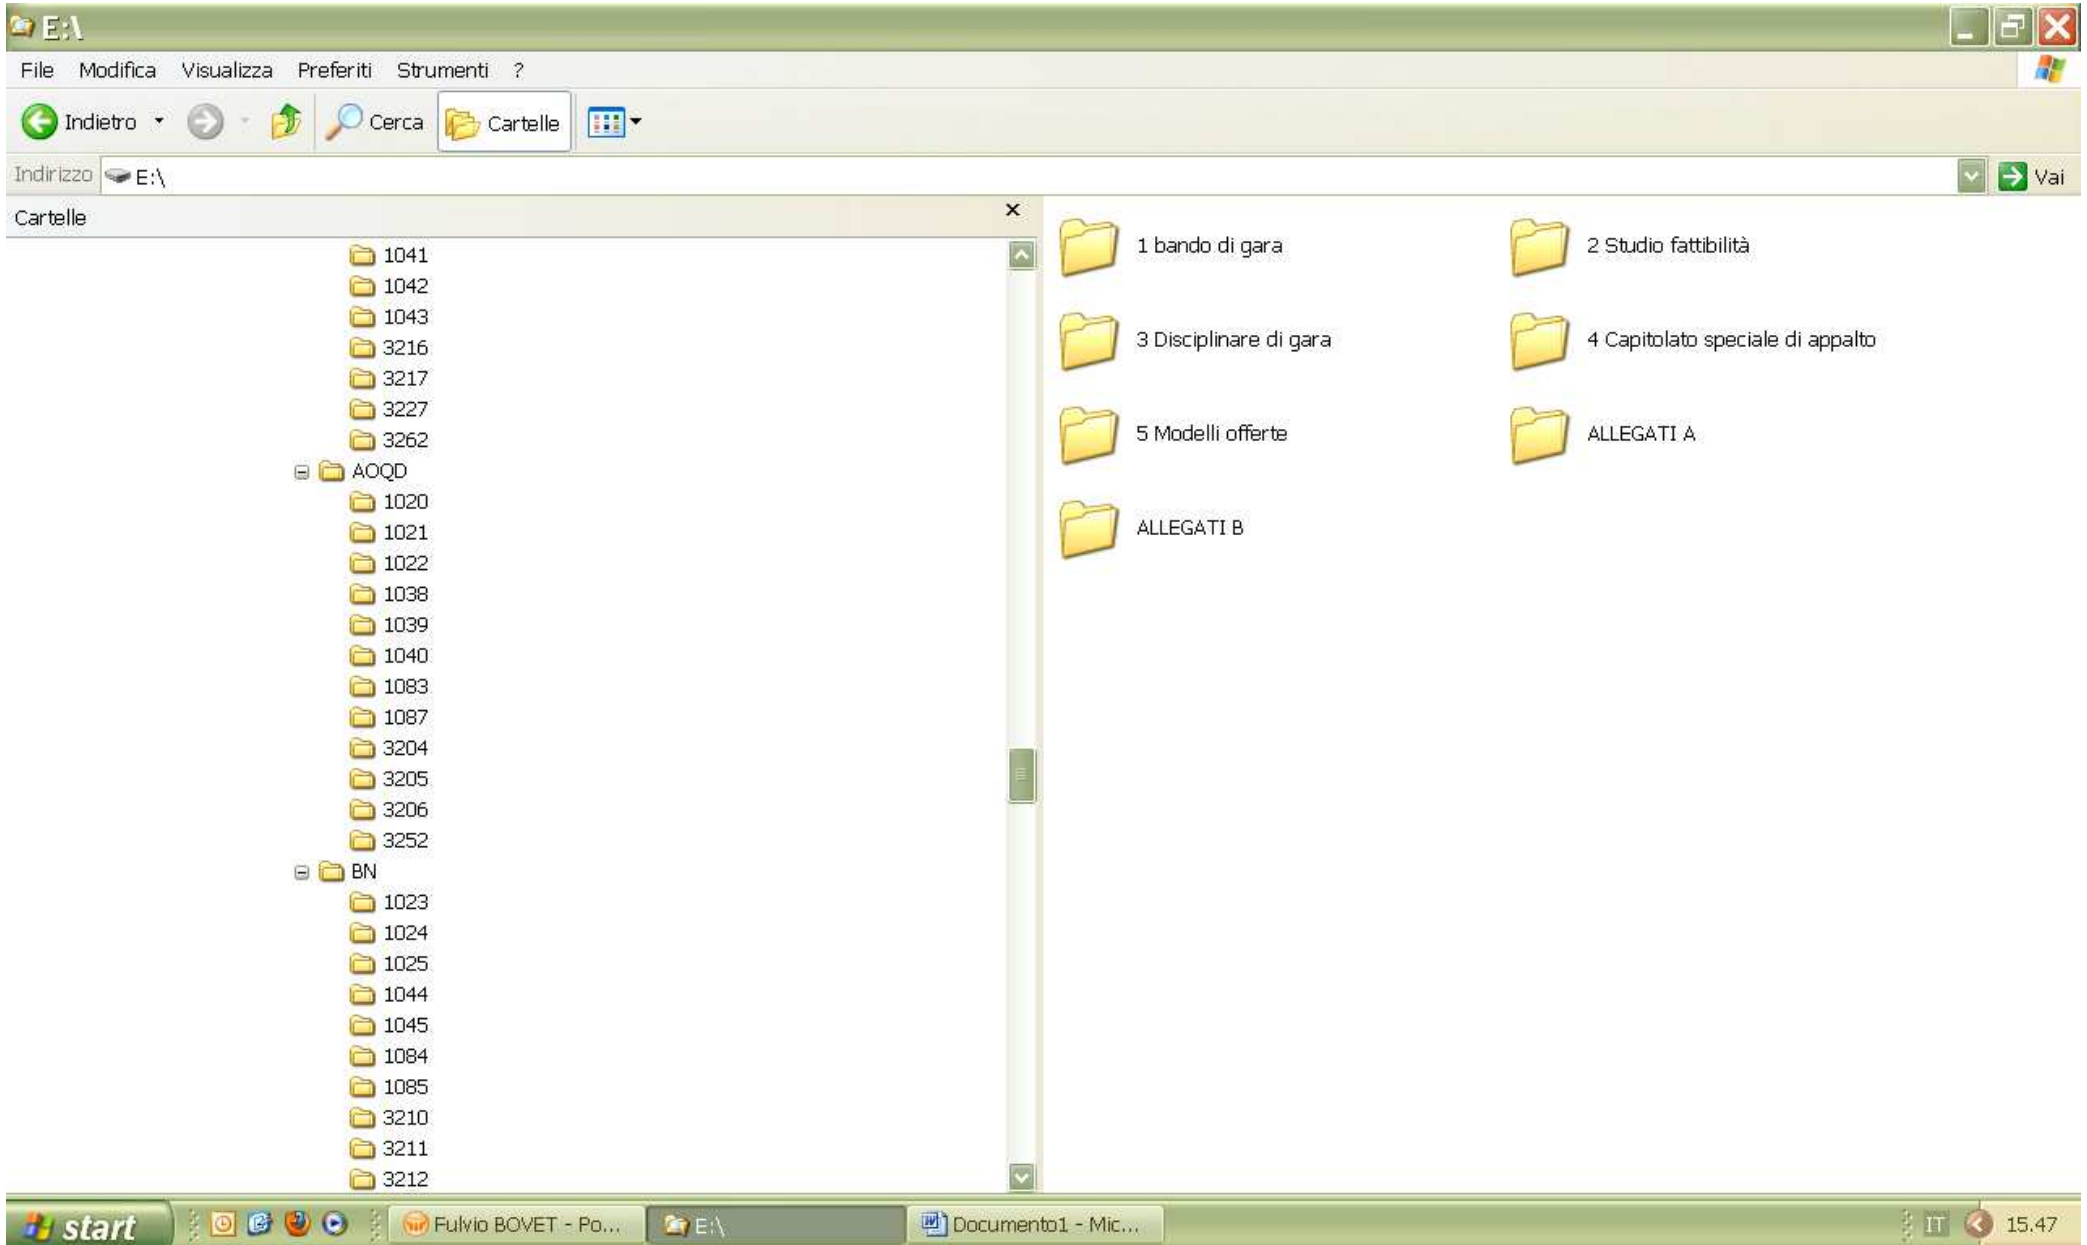 E:\
File Modifica Visualizza Preferiti Strumenti ?
Indietro Cerca Cartelle
Indirizzo E:\ Vai
Cartelle
1041
1042
1043
3216
3217
3227
3262
AOQD
1020
1021
1022
1038
1039
1040
1083
1087
3204
3205
3206
3252
BN
1023
1024
1025
1044
1045
1084
1085
3210
3211
3212
1 bando di gara
2 Studio fattibilità
3 Disciplinare di gara
4 Capitolato speciale di appalto
5 Modelli offerte
ALLEGATI A
ALLEGATI B
start Fulvio BOVET - Po... E:\ Documento1 - Mic... IT 15.47